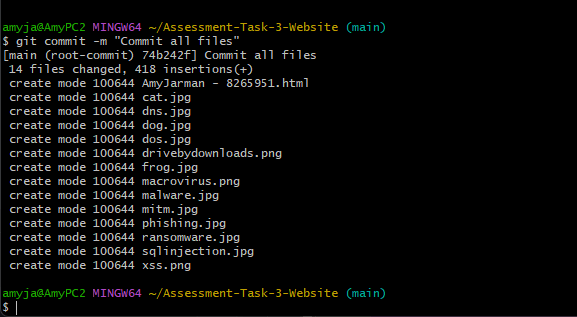 amyja@AmyPC2 MINGW64 ~/Assessment-Task-3-Website (main)
$ git commit -m "Commit all files"
[main (root-commit) 74b242f] Commit all files
 14 files changed, 418 insertions(+)
 create mode 100644 AmyJarman - 8265951.html
 create mode 100644 cat.jpg
 create mode 100644 dns.jpg
 create mode 100644 dog.jpg
 create mode 100644 dos.jpg
 create mode 100644 drivebydownloads.png
 create mode 100644 frog.jpg
 create mode 100644 macrovirus.png
 create mode 100644 malware.jpg
 create mode 100644 mitm.jpg
 create mode 100644 phishing.jpg
 create mode 100644 ransomware.jpg
 create mode 100644 sqlinjection.jpg
 create mode 100644 xss.png
amyja@AmyPC2 MINGW64 ~/Assessment-Task-3-Website (main)
$